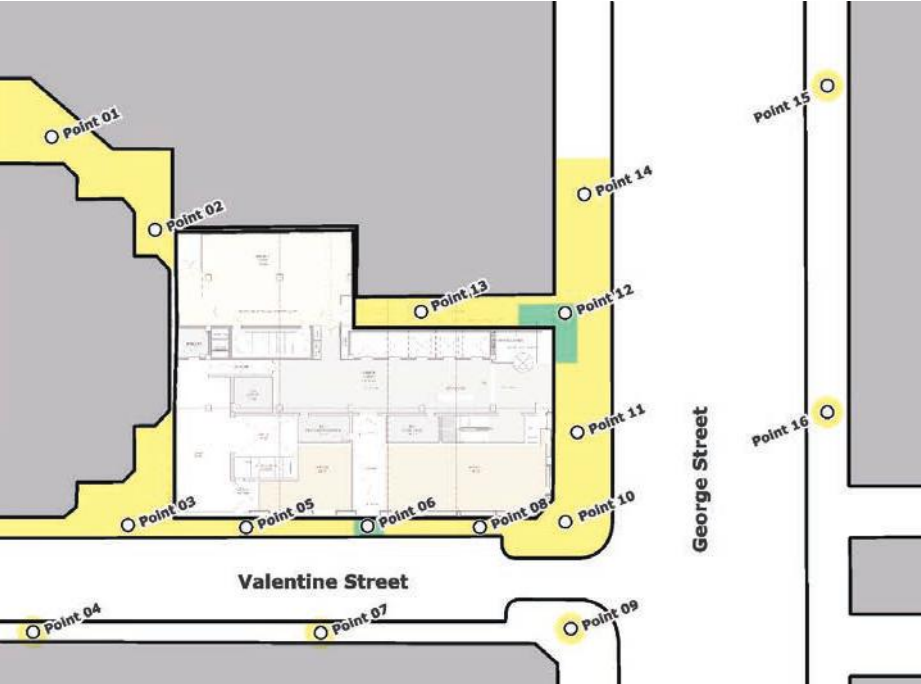 Point 15
Point 01
Point 14
Point 02
Point 13
Point 12
Point 11
Point 16
George Street
Point 03
Point 05
Point 06
Point 08
Point 10
Valentine Street
Point 04
Point 07
Point 09